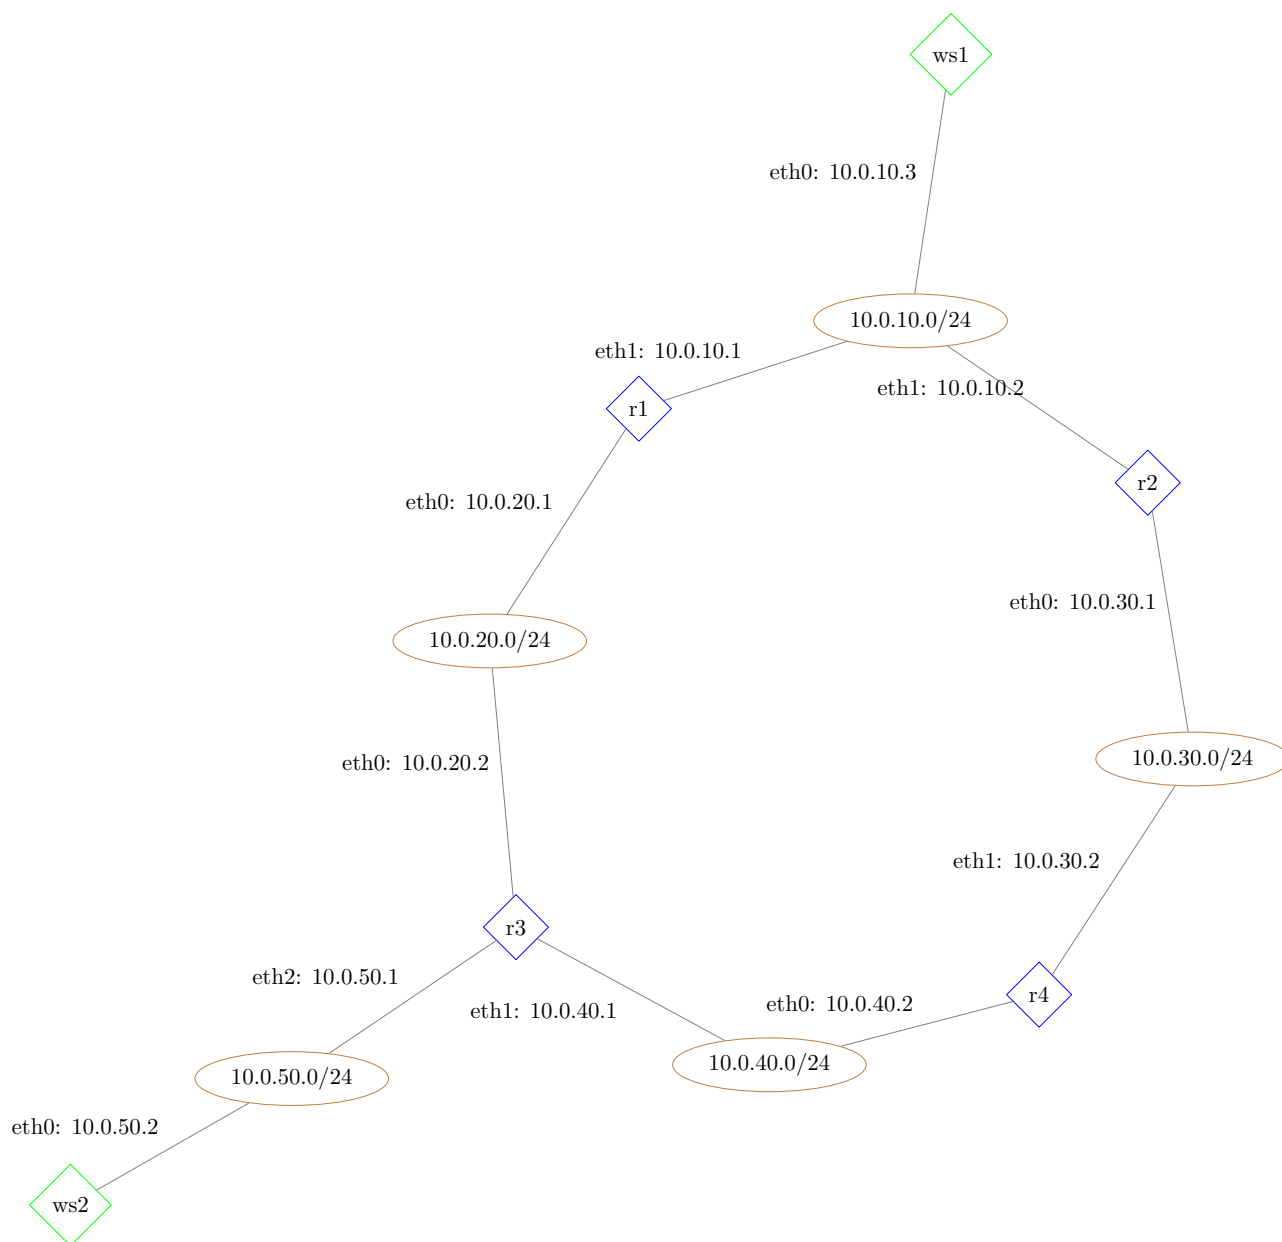 ws1
eth0: 10.0.10.3
10.0.10.0/24
eth1: 10.0.10.1
eth1: 10.0.10.2
r1
r2
eth0: 10.0.20.1
eth0: 10.0.30.1
10.0.20.0/24
eth0: 10.0.20.2
10.0.30.0/24
eth1: 10.0.30.2
r3
eth2: 10.0.50.1
r4
eth0: 10.0.40.2
eth1: 10.0.40.1
10.0.40.0/24
10.0.50.0/24
eth0: 10.0.50.2
ws2